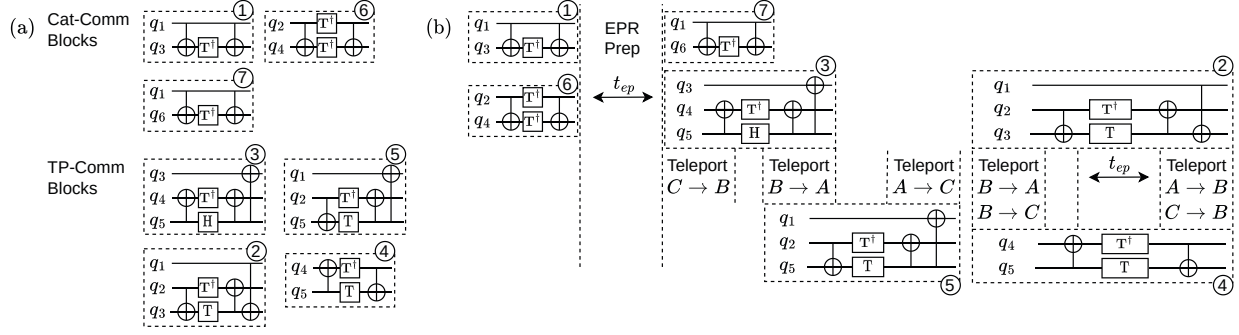 (a) Cat-Comm Blocks
① q₁ q₃ T†
⑥ q₂ q₄ T† T†
⑦ q₁ q₆ T†
TP-Comm Blocks
③ q₃ q₄ q₅ T† H
⑤ q₁ q₂ q₅ T† T
② q₁ q₂ q₃ T† T
④ q₄ q₅ T† T
(b)
① q₁ q₃ T†
⑥ q₂ q₄ T† T†
EPR Prep
t_ep
⑦ q₁ q₆ T†
③ q₃ q₄ q₅ T† H
② q₁ q₂ q₃ T† T
Teleport C → B
Teleport B → A
Teleport A → C
Teleport B → A B → C
t_ep
Teleport A → B C → B
q₁ q₂ q₅ T† T ⑤
q₄ q₅ T† T ④